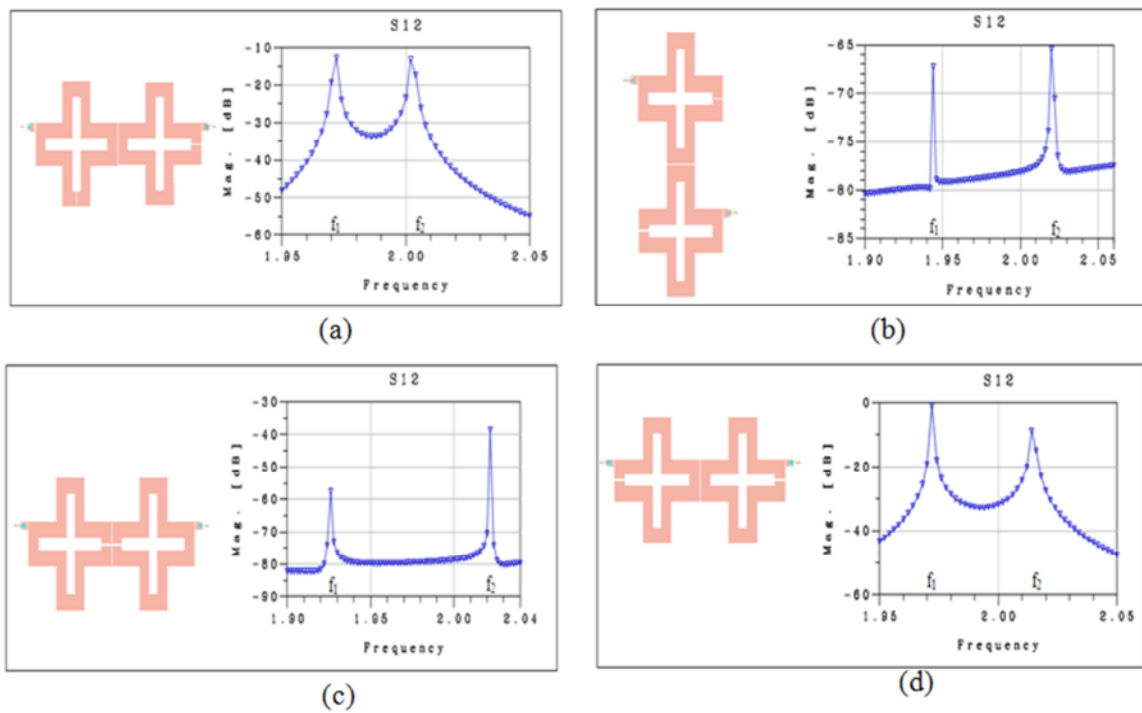 S12
Mag. [dB]
-10
-20
-30
-40
-50
-60
f1
f2
1.95
2.00
2.05
Frequency
(a)
S12
Mag. [dB]
-65
-70
-75
-80
-85
f1
f2
1.90
1.95
2.00
2.06
Frequency
(b)
S12
Mag. [dB]
-30
-40
-50
-60
-70
-80
-90
f1
f2
1.90
1.95
2.00
2.04
Frequency
(c)
S12
Mag. [dB]
0
-20
-40
-60
f1
f2
1.95
2.00
2.05
Frequency
(d)